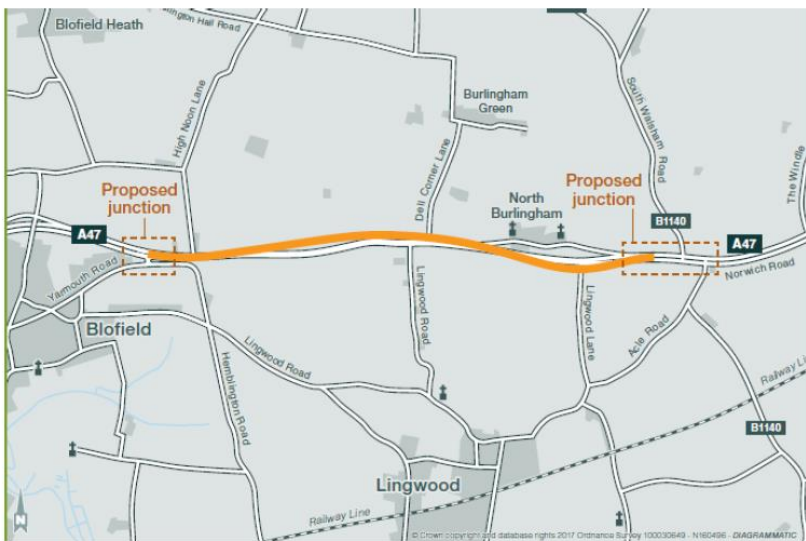 Blofield Heath
High Noon Lane
Burlingham
Green
Dell Corner Lane
South Walsham Road
The Windle
Proposed
junction
Proposed
junction
North
Burlingham
B1140
A47
A47
Norwich Road
Yarmouth Road
Blofield
Hemblington Road
Lingwood Road
Lingwood Road
Lingwood Lane
Acle Road
Railway Line
B1140
Lingwood
Railway Line
N
© Crown copyright and database rights 2017 Ordnance Survey 100030649 - N160496 - DIAGRAMMATIC